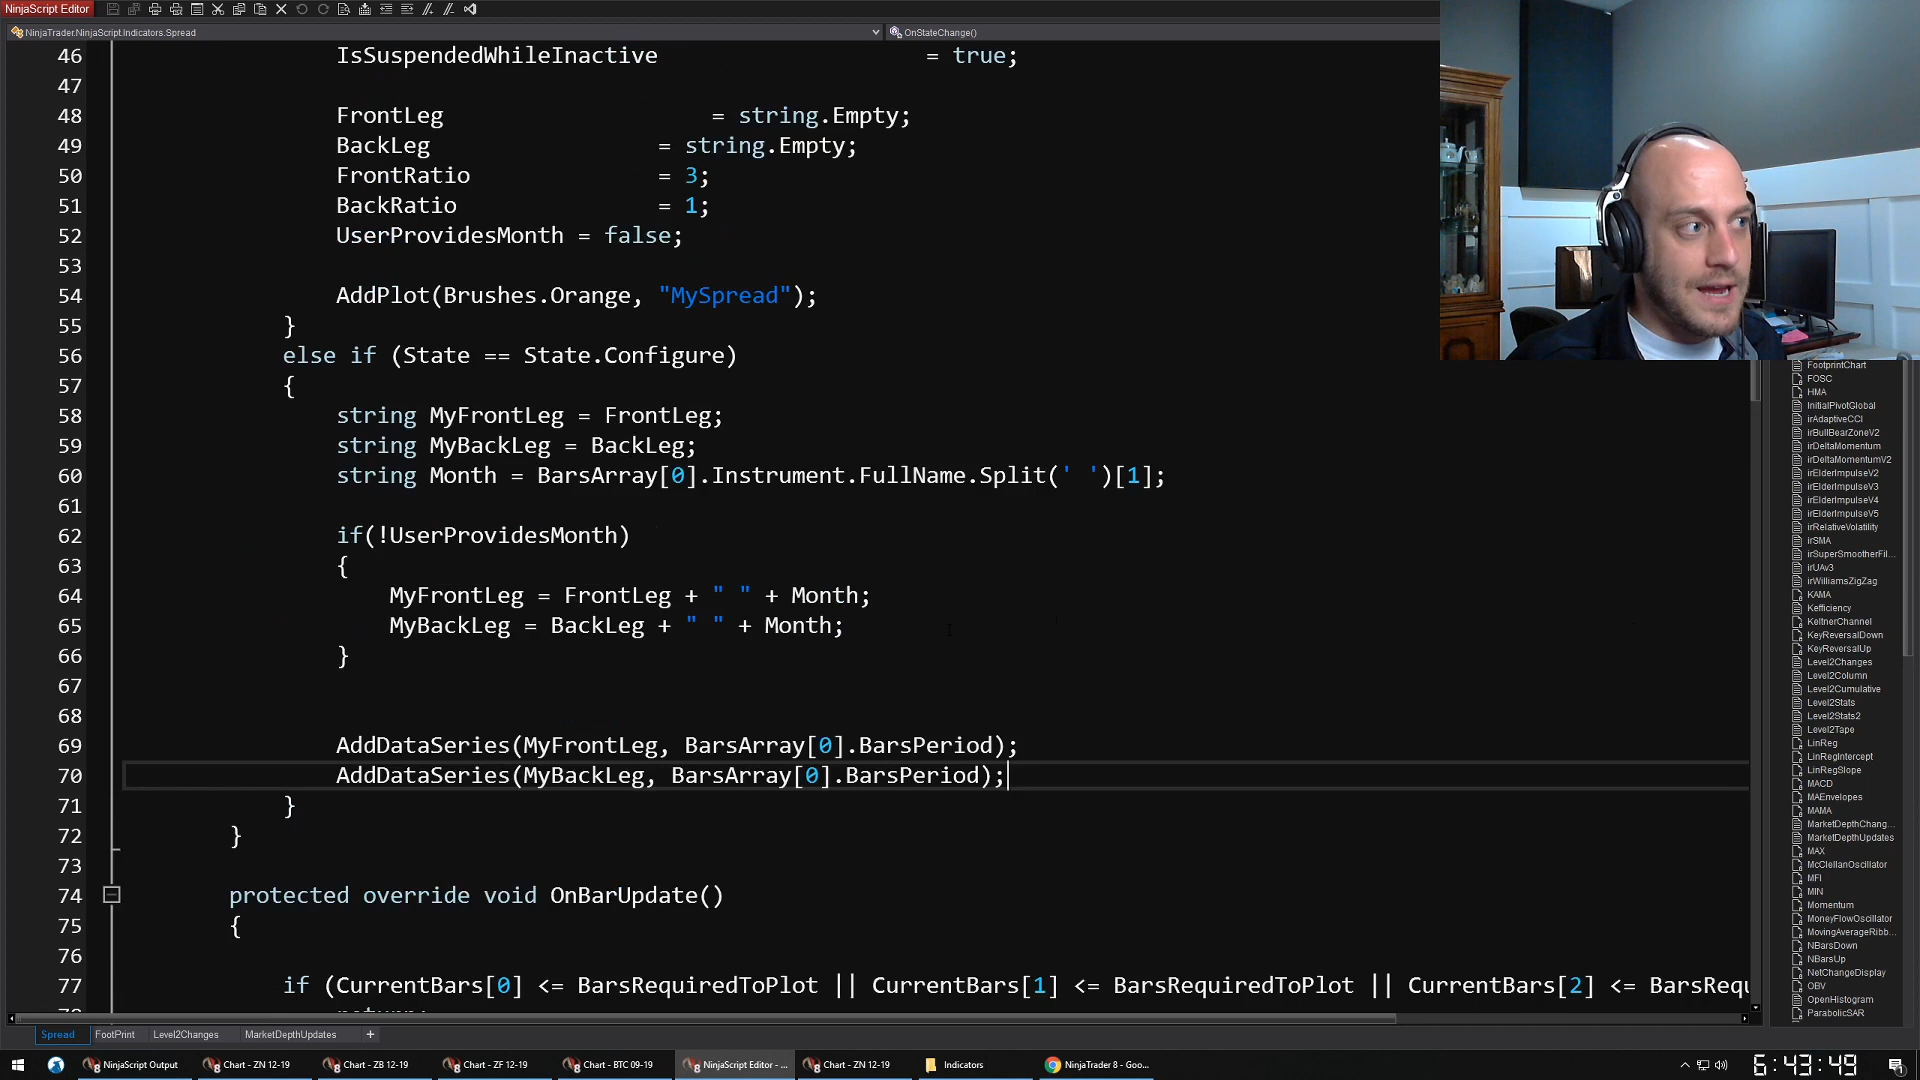 NinjaScript Editor
NinjaTrader.NinjaScript.Indicators.Spread
OnStateChange()
46 IsSuspendedWhileInactive = true;
47
48 FrontLeg = string.Empty;
49 BackLeg = string.Empty;
50 FrontRatio = 3;
51 BackRatio = 1;
52 UserProvidesMonth = false;
53
54 AddPlot(Brushes.Orange, "MySpread");
55 }
56 else if (State == State.Configure)
57 {
58 string MyFrontLeg = FrontLeg;
59 string MyBackLeg = BackLeg;
60 string Month = BarsArray[0].Instrument.FullName.Split(' ')[1];
61
62 if(!UserProvidesMonth)
63 {
64 MyFrontLeg = FrontLeg + " " + Month;
65 MyBackLeg = BackLeg + " " + Month;
66 }
67
68
69 AddDataSeries(MyFrontLeg, BarsArray[0].BarsPeriod);
70 AddDataSeries(MyBackLeg, BarsArray[0].BarsPeriod);
71 }
72 }
73
74 protected override void OnBarUpdate()
75 {
76
77 if (CurrentBars[0] <= BarsRequiredToPlot || CurrentBars[1] <= BarsRequiredToPlot || CurrentBars[2] <= BarsRequ
FootprintChart
FOSC
HMA
InitialPivotGlobal
irAdaptiveCCI
irBullBearZoneV2
irDeltaMomentum
irDeltaMomentumV2
irElderImpulseV2
irElderImpulseV3
irElderImpulseV4
irElderImpulseV5
irRelativeVolatility
irSMA
irSuperSmootherFil...
irUAv3
irWilliamsZigZag
KAMA
Kefficiency
KeltnerChannel
KeyReversalDown
KeyReversalUp
Level2Changes
Level2Column
Level2Cumulative
Level2Stats
Level2Stats2
Level2Tape
LinReg
LinRegIntercept
LinRegSlope
MACD
MAEnvelopes
MAMA
MarketDepthChang...
MarketDepthUpdates
MAX
McClellanOscillator
MFI
MIN
Momentum
MoneyFlowOscillator
MovingAverageRibb...
NBarsDown
NBarsUp
NetChangeDisplay
OBV
OpenHistogram
ParabolicSAR
Spread
FootPrint
Level2Changes
MarketDepthUpdates
+
NinjaScript Output
Chart - ZN 12-19
Chart - ZB 12-19
Chart - ZF 12-19
Chart - BTC 09-19
NinjaScript Editor - ...
Chart - ZN 12-19
Indicators
NinjaTrader 8 - Goo...
6:43:49